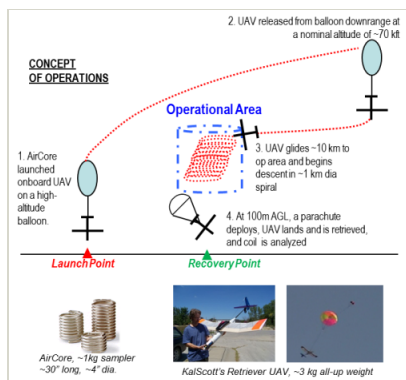 2. UAV released from balloon downrange at
a nominal altitude of ~70 kft
CONCEPT
OF OPERATIONS
Operational Area
1. AirCore
launched
onboard UAV
on a high-
altitude
balloon.
3. UAV glides ~10 km to
op area and begins
descent in ~1 km dia
spiral
4. At 100m AGL, a parachute
deploys, UAV lands and is retrieved,
and coil is analyzed
Launch Point
Recovery Point
AirCore, ~1kg sampler
~30" long, ~4" dia.
KalScott's Retriever UAV, ~3 kg all-up weight